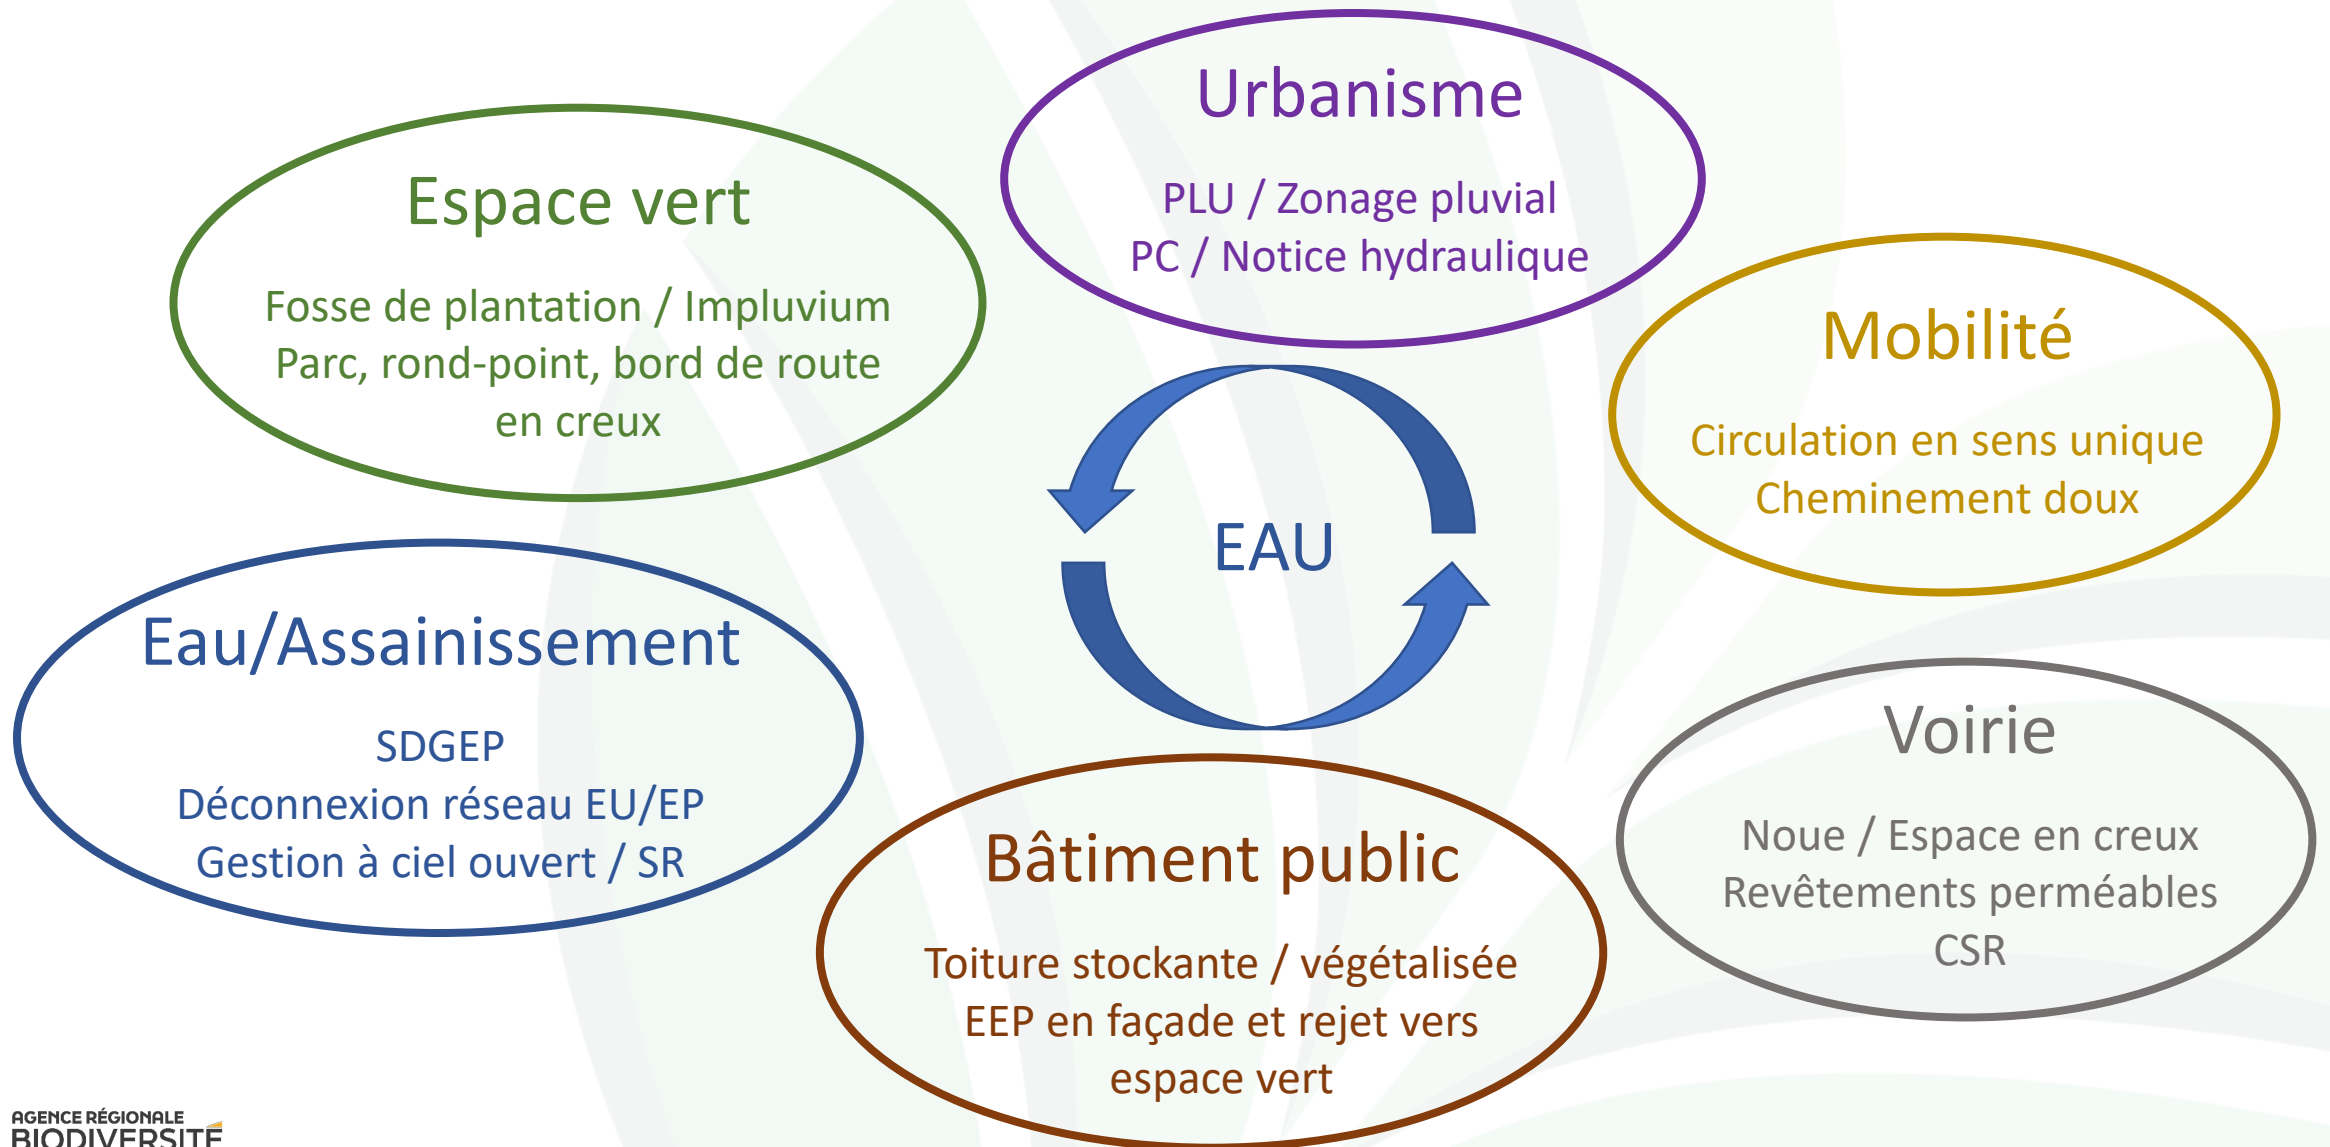 Urbanisme
PLU / Zonage pluvial
PC / Notice hydraulique
Espace vert
Fosse de plantation / Impluvium
Parc, rond-point, bord de route
en creux
Mobilité
Circulation en sens unique
Cheminement doux
EAU
Eau/Assainissement
SDGEP
Déconnexion réseau EU/EP
Gestion à ciel ouvert / SR
Voirie
Noue / Espace en creux
Revêtements perméables
CSR
Bâtiment public
Toiture stockante / végétalisée
EEP en façade et rejet vers
espace vert
AGENCE RÉGIONALE
BIODIVERSITÉ